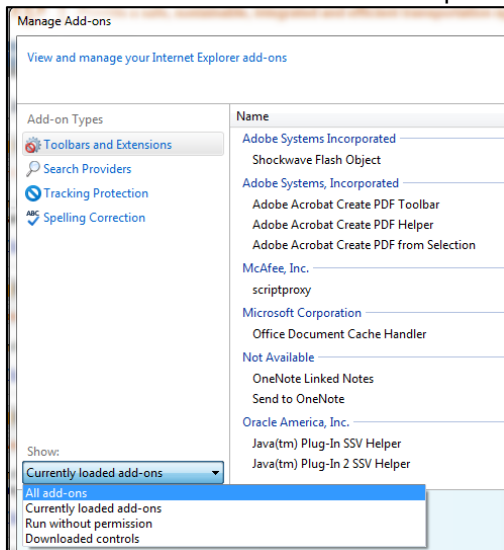 Manage Add-ons
View and manage your Internet Explorer add-ons
Add-on Types
Toolbars and Extensions
Search Providers
Tracking Protection
ABC Spelling Correction
Show:
Currently loaded add-ons
All add-ons
Currently loaded add-ons
Run without permission
Downloaded controls
Name
Adobe Systems Incorporated
Shockwave Flash Object
Adobe Systems, Incorporated
Adobe Acrobat Create PDF Toolbar
Adobe Acrobat Create PDF Helper
Adobe Acrobat Create PDF from Selection
McAfee, Inc.
scriptproxy
Microsoft Corporation
Office Document Cache Handler
Not Available
OneNote Linked Notes
Send to OneNote
Oracle America, Inc.
Java(tm) Plug-In SSV Helper
Java(tm) Plug-In 2 SSV Helper